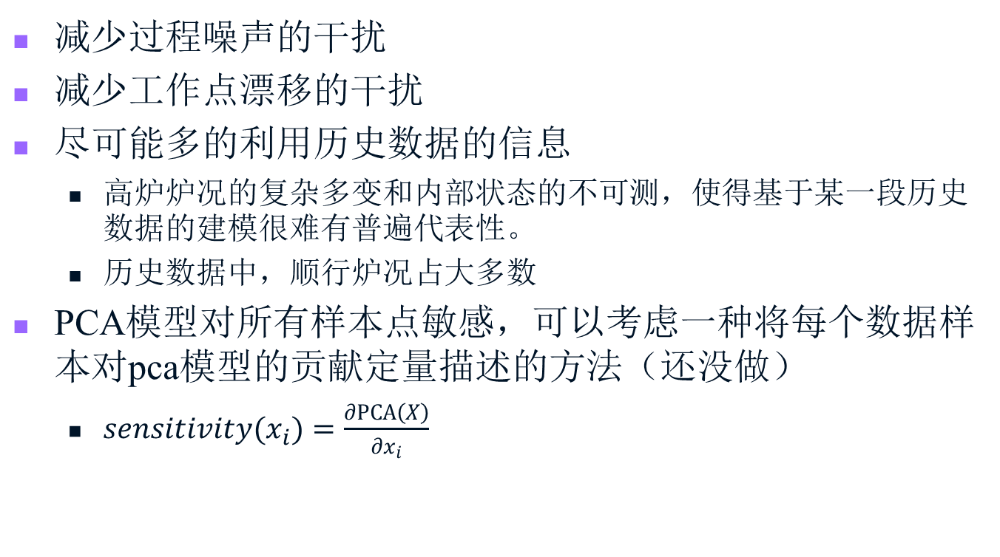 减少过程噪声的干扰
减少工作点漂移的干扰
尽可能多的利用历史数据的信息
高炉炉况的复杂多变和内部状态的不可测，使得基于某一段历史
数据的建模很难有普遍代表性。
历史数据中，顺行炉况占大多数
PCA模型对所有样本点敏感，可以考虑一种将每个数据样
本对pca模型的贡献定量描述的方法（还没做）
sensitivity(xᵢ) = ∂PCA(X)/∂xᵢ